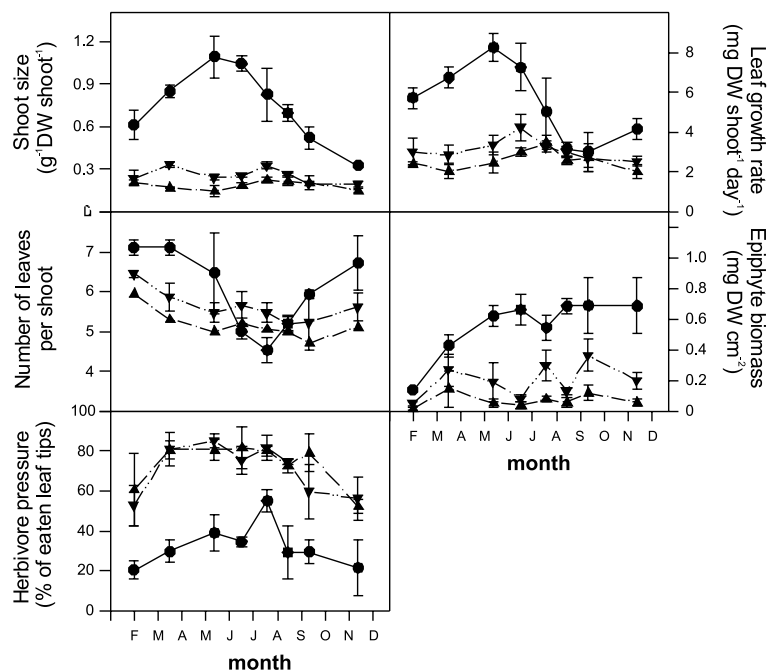 Shoot size
(g⁻¹DW shoot⁻¹)
1.2
0.9
0.6
0.3
Leaf growth rate
(mg DW shoot⁻¹ day⁻¹)
8
6
4
2
0
Number of leaves
per shoot
7
6
5
4
Epiphyte biomass
(mg DW cm⁻²)
1.0
0.8
0.6
0.4
0.2
0
F M A M J J A S O N D
month
Herbivore pressure
(% of eaten leaf tips)
100
80
60
40
20
0
F M A M J J A S O N D
month